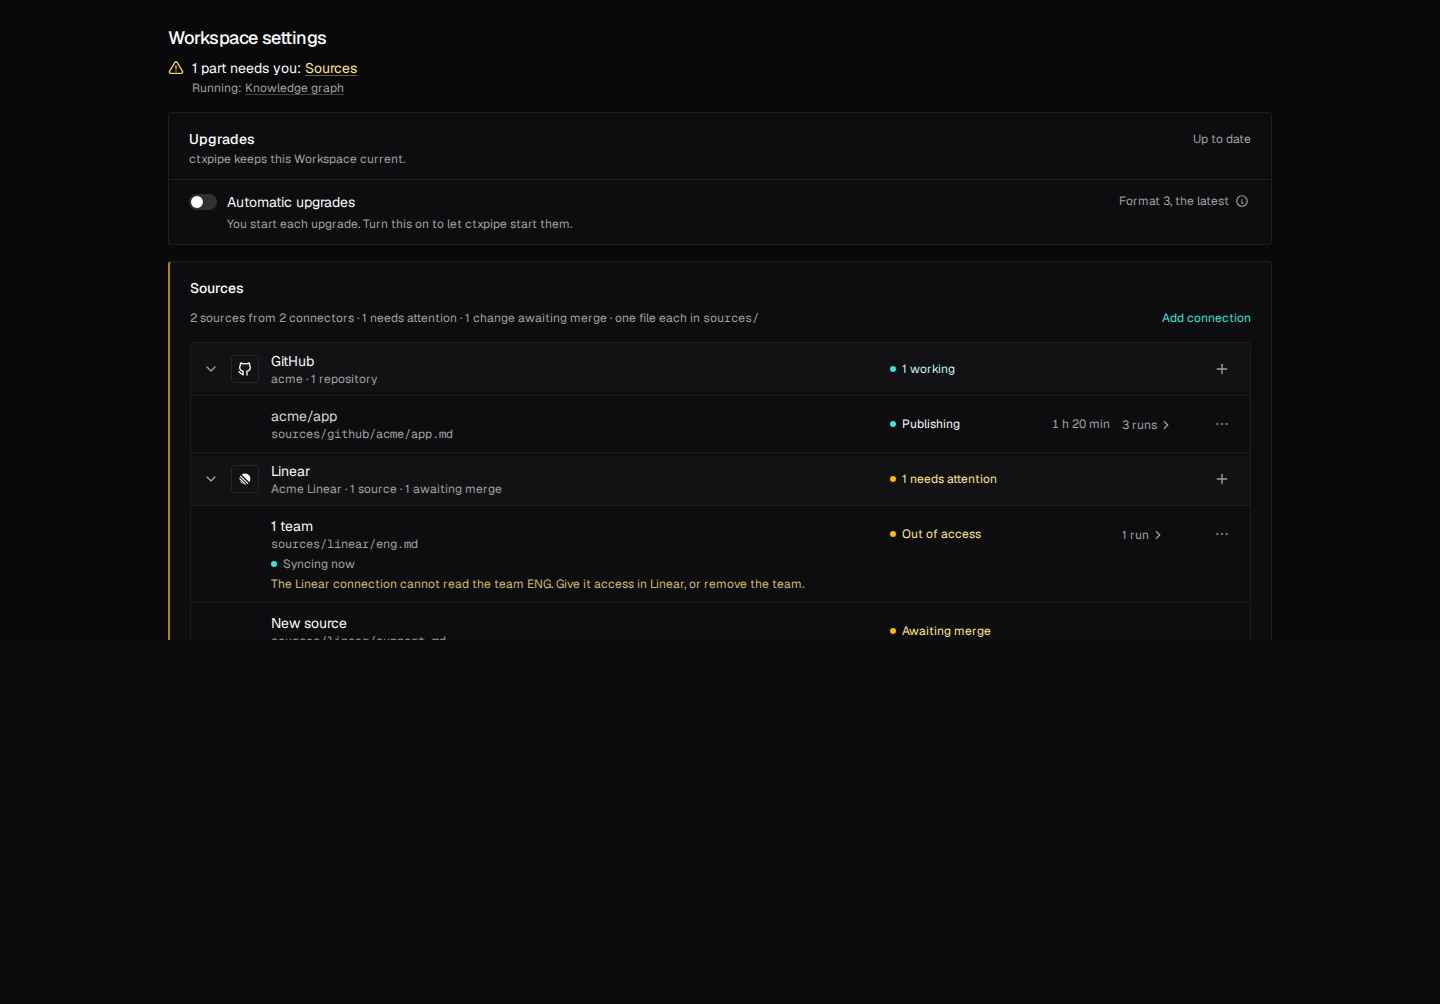 Workspace settings
1 part needs you: Sources
Running: Knowledge graph
Upgrades
Up to date
ctxpipe keeps this Workspace current.
Automatic upgrades
Format 3, the latest
You start each upgrade. Turn this on to let ctxpipe start them.
Sources
2 sources from 2 connectors · 1 needs attention · 1 change awaiting merge · one file each in sources/
Add connection
GitHub
acme · 1 repository
1 working
acme/app
sources/github/acme/app.md
Publishing
1 h 20 min
3 runs
Linear
Acme Linear · 1 source · 1 awaiting merge
1 needs attention
1 team
sources/linear/eng.md
Out of access
1 run
Syncing now
The Linear connection cannot read the team ENG. Give it access in Linear, or remove the team.
New source
sources/linear/support.md
Awaiting merge